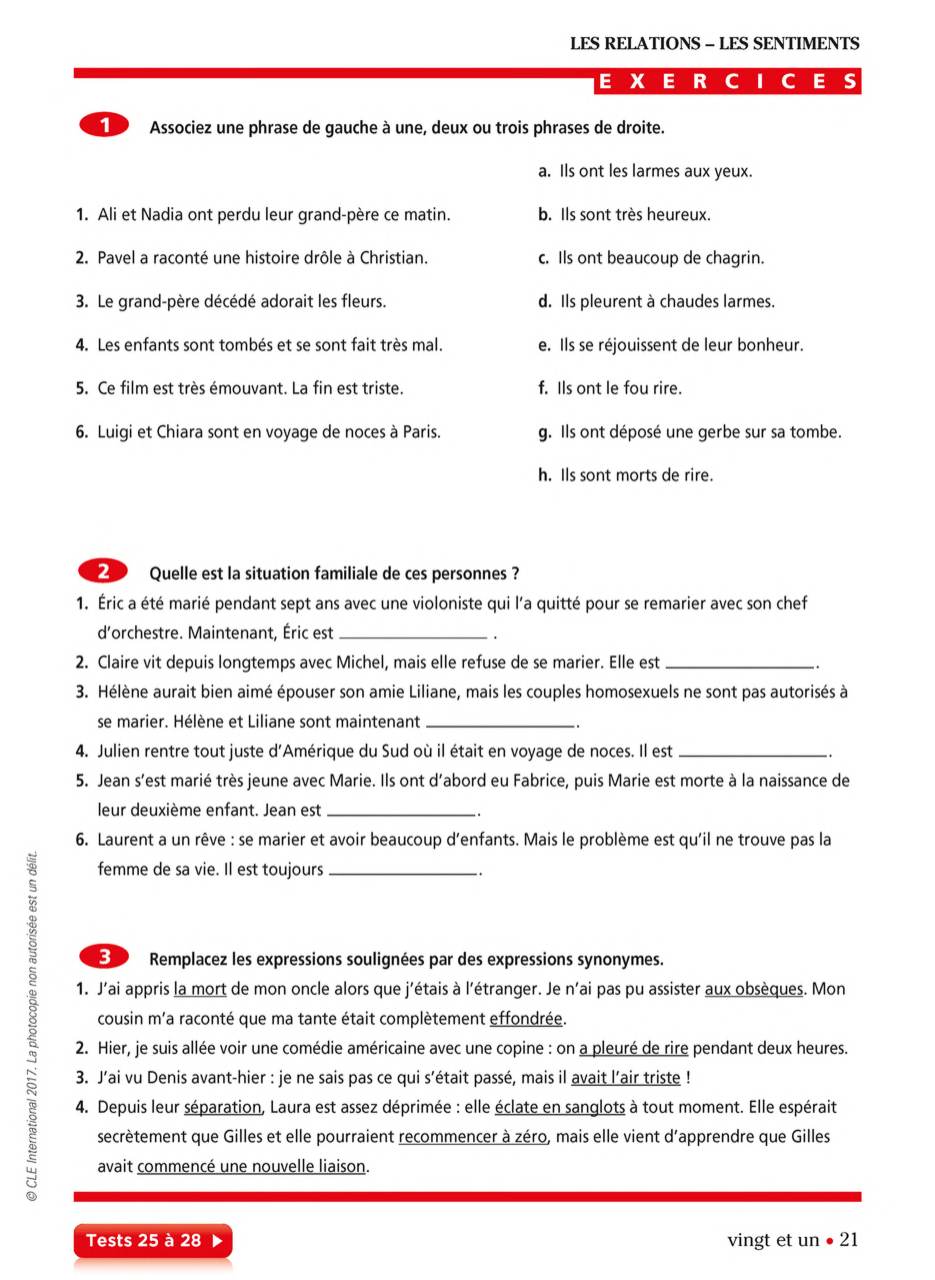 LES RELATIONS – LES SENTIMENTS
EXERCICES
1 Associez une phrase de gauche à une, deux ou trois phrases de droite.
a. Ils ont les larmes aux yeux.
1. Ali et Nadia ont perdu leur grand-père ce matin.
b. Ils sont très heureux.
2. Pavel a raconté une histoire drôle à Christian.
c. Ils ont beaucoup de chagrin.
3. Le grand-père décédé adorait les fleurs.
d. Ils pleurent à chaudes larmes.
4. Les enfants sont tombés et se sont fait très mal.
e. Ils se réjouissent de leur bonheur.
5. Ce film est très émouvant. La fin est triste.
f. Ils ont le fou rire.
6. Luigi et Chiara sont en voyage de noces à Paris.
g. Ils ont déposé une gerbe sur sa tombe.
h. Ils sont morts de rire.
2 Quelle est la situation familiale de ces personnes ?
1. Éric a été marié pendant sept ans avec une violoniste qui l’a quitté pour se remarier avec son chef
d’orchestre. Maintenant, Éric est ________________ .
2. Claire vit depuis longtemps avec Michel, mais elle refuse de se marier. Elle est ________________.
3. Hélène aurait bien aimé épouser son amie Liliane, mais les couples homosexuels ne sont pas autorisés à
se marier. Hélène et Liliane sont maintenant ________________.
4. Julien rentre tout juste d’Amérique du Sud où il était en voyage de noces. Il est ________________.
5. Jean s’est marié très jeune avec Marie. Ils ont d’abord eu Fabrice, puis Marie est morte à la naissance de
leur deuxième enfant. Jean est ________________.
6. Laurent a un rêve : se marier et avoir beaucoup d’enfants. Mais le problème est qu’il ne trouve pas la
femme de sa vie. Il est toujours ________________.
3 Remplacez les expressions soulignées par des expressions synonymes.
1. J’ai appris la mort de mon oncle alors que j’étais à l’étranger. Je n’ai pas pu assister aux obsèques. Mon
cousin m’a raconté que ma tante était complètement effondrée.
2. Hier, je suis allée voir une comédie américaine avec une copine : on a pleuré de rire pendant deux heures.
3. J’ai vu Denis avant-hier : je ne sais pas ce qui s’était passé, mais il avait l’air triste !
4. Depuis leur séparation, Laura est assez déprimée : elle éclate en sanglots à tout moment. Elle espérait
secrètement que Gilles et elle pourraient recommencer à zéro, mais elle vient d’apprendre que Gilles
avait commencé une nouvelle liaison.
© CLE International 2017. La photocopie non autorisée est un délit.
Tests 25 à 28
vingt et un • 21